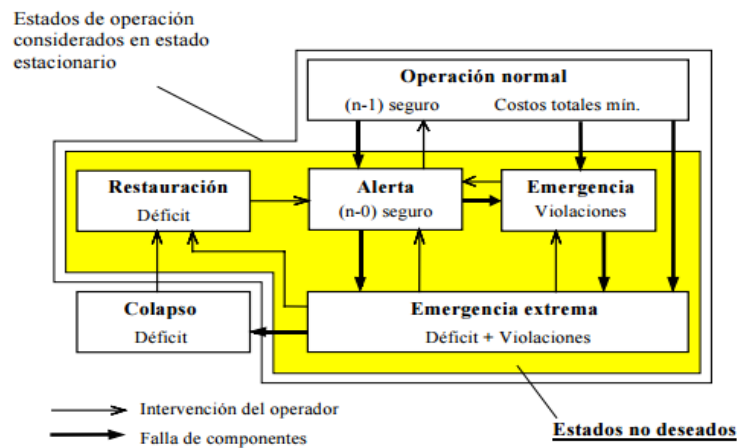 Estados de operación
considerados en estado
estacionario
Operación normal
(n-1) seguro Costos totales mín.
Restauración
Déficit
Alerta
(n-0) seguro
Emergencia
Violaciones
Colapso
Déficit
Emergencia extrema
Déficit + Violaciones
Intervención del operador
Falla de componentes
Estados no deseados